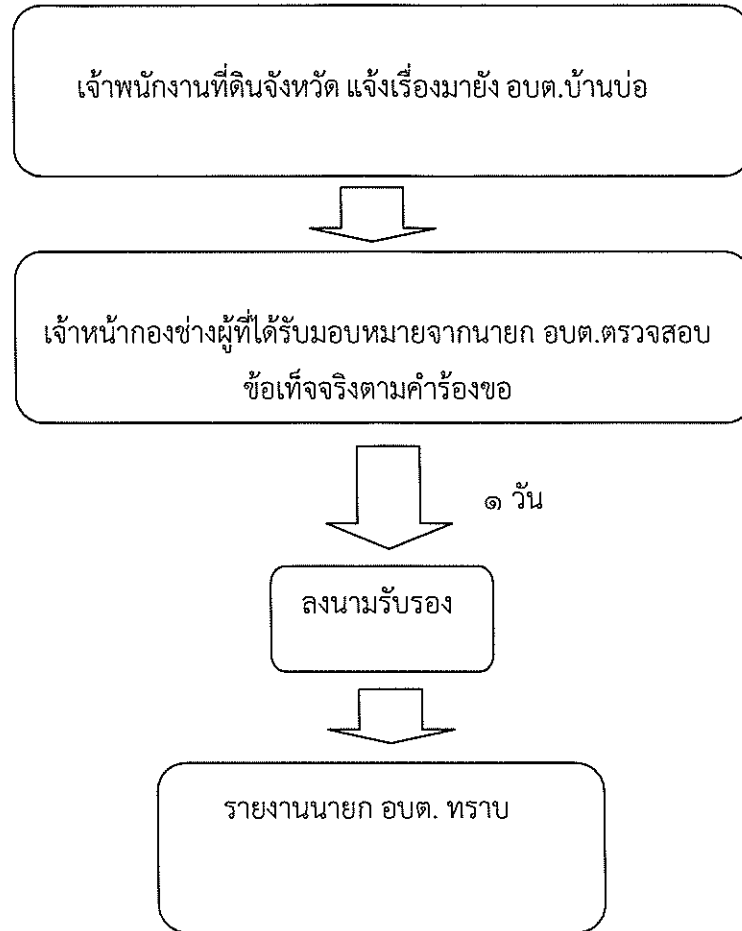 เจ้าพนักงานที่ดินจังหวัด แจ้งเรื่องมายัง อบต.บ้านบ่อ
เจ้าหน้ากองช่างผู้ที่ได้รับมอบหมายจากนายก อบต.ตรวจสอบ
ข้อเท็จจริงตามคำร้องขอ
๑ วัน
ลงนามรับรอง
รายงานนายก อบต. ทราบ